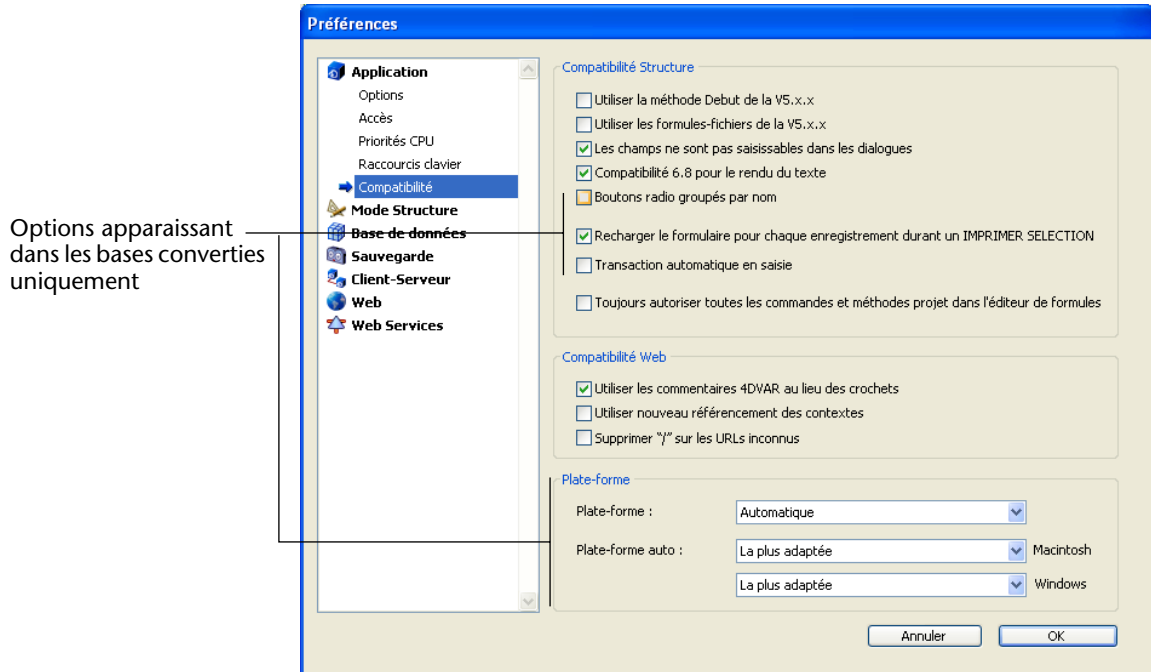 Préférences
Options apparaissant
dans les bases converties
uniquement
Application
Options
Accès
Priorités CPU
Raccourcis clavier
Compatibilité
Mode Structure
Base de données
Sauvegarde
Client-Serveur
Web
Web Services
Compatibilité Structure
Utiliser la méthode Debut de la V5.x.x
Utiliser les formules-fichiers de la V5.x.x
Les champs ne sont pas saisissables dans les dialogues
Compatibilité 6.8 pour le rendu du texte
Boutons radio groupés par nom
Recharger le formulaire pour chaque enregistrement durant un IMPRIMER SELECTION
Transaction automatique en saisie
Toujours autoriser toutes les commandes et méthodes projet dans l'éditeur de formules
Compatibilité Web
Utiliser les commentaires 4DVAR au lieu des crochets
Utiliser nouveau référencement des contextes
Supprimer "/" sur les URLs inconnus
Plate-forme
Plate-forme : Automatique
Plate-forme auto : La plus adaptée Macintosh
La plus adaptée Windows
Annuler OK